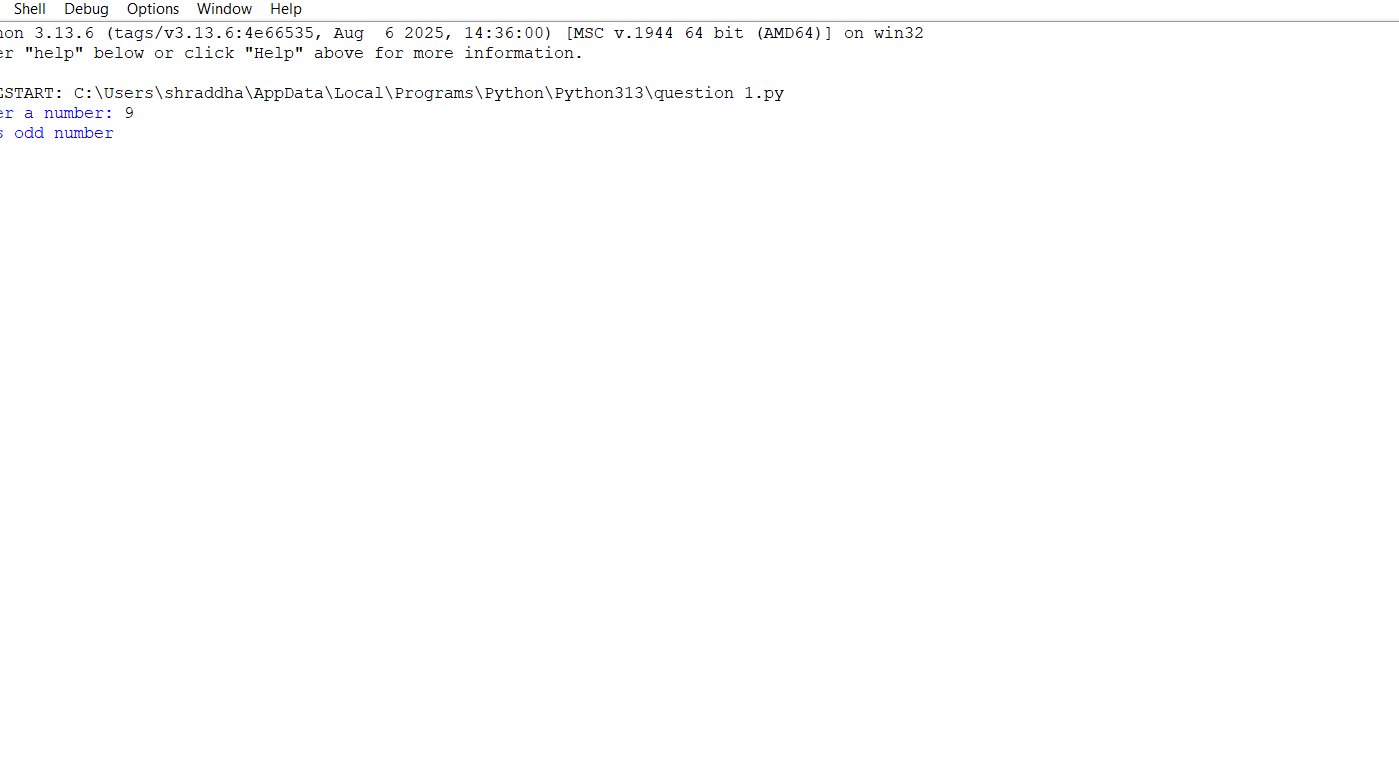 Shell Debug Options Window Help
3.13.6 (tags/v3.13.6:4e66535, Aug  6 2025, 14:36:00) [MSC v.1944 64 bit (AMD64)] on win32
"help" below or click "Help" above for more information.
START: C:\Users\shraddha\AppData\Local\Programs\Python\Python313\question 1.py
a number: 9
odd number